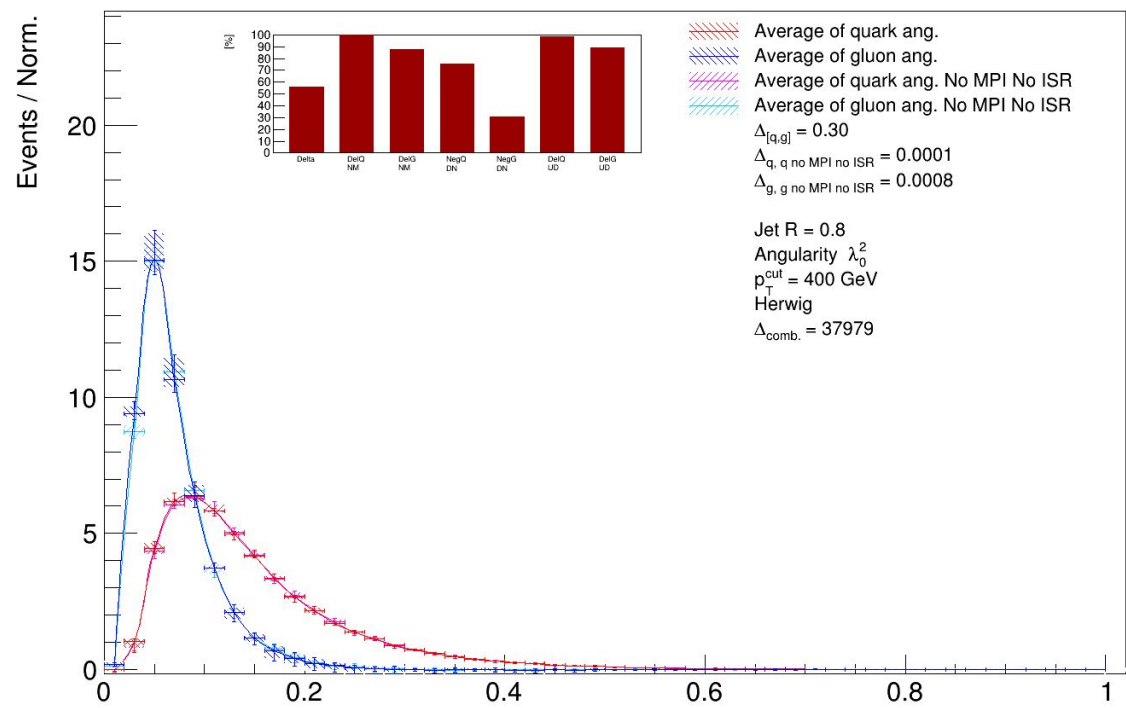 Events / Norm.
20
15
10
5
0
0 0.2 0.4 0.6 0.8 1
[%]
100
90
80
70
60
50
40
30
20
10
0
Delta DelQ DelG NegQ NegG DelQ DelG
NM NM DN DN UD UD
Average of quark ang.
Average of gluon ang.
Average of quark ang. No MPI No ISR
Average of gluon ang. No MPI No ISR
Δ[q,g] = 0.30
Δq, q no MPI no ISR = 0.0001
Δg, g no MPI no ISR = 0.0008
Jet R = 0.8
Angularity λ²₀
pTcut = 400 GeV
Herwig
Δcomb. = 37979